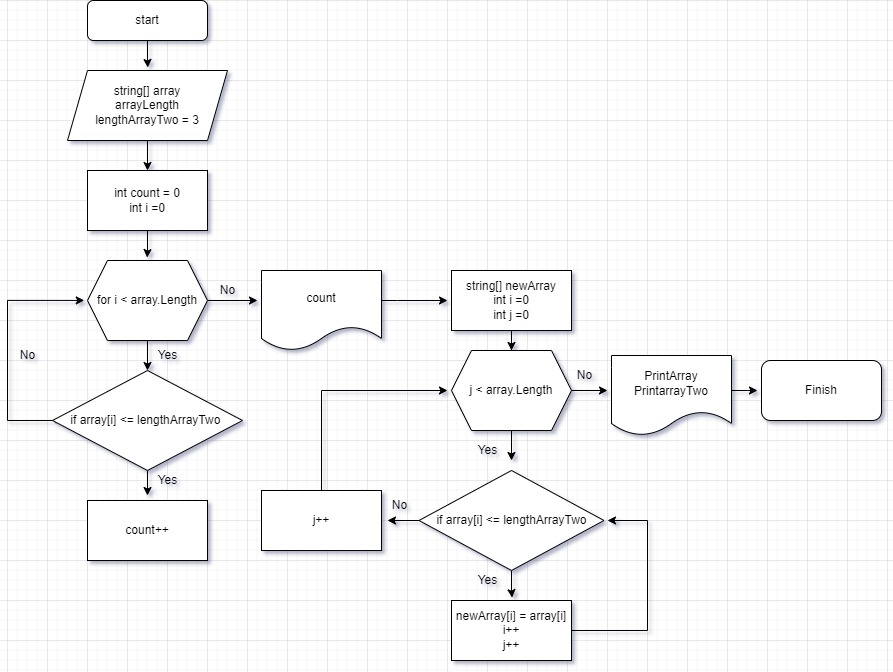 start
string[] array
arrayLength
lengthArrayTwo = 3
int count = 0
int i =0
for i < array.Length
No
count
string[] newArray
int i =0
int j =0
No
Yes
if array[i] <= lengthArrayTwo
Yes
count++
j < array.Length
No
PrintArray
PrintarrayTwo
Finish
Yes
if array[i] <= lengthArrayTwo
No
j++
Yes
newArray[i] = array[i]
i++
j++